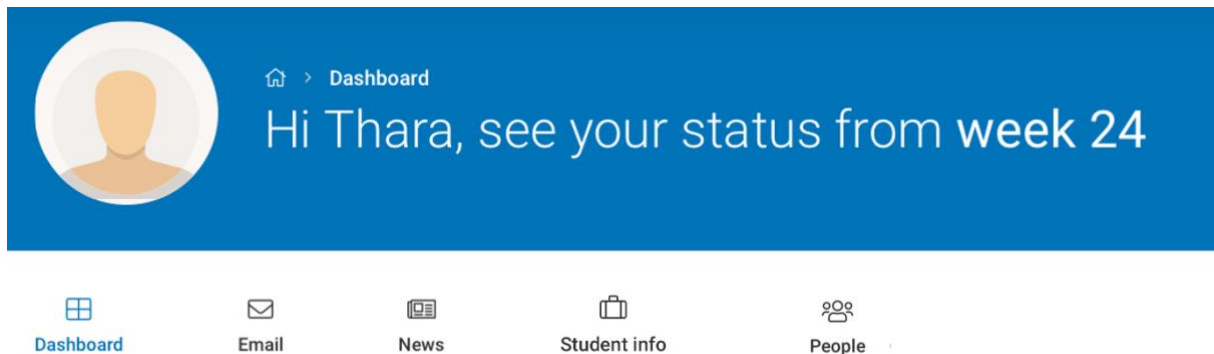 > Dashboard
Hi Thara, see your status from week 24
Dashboard Email News Student info People